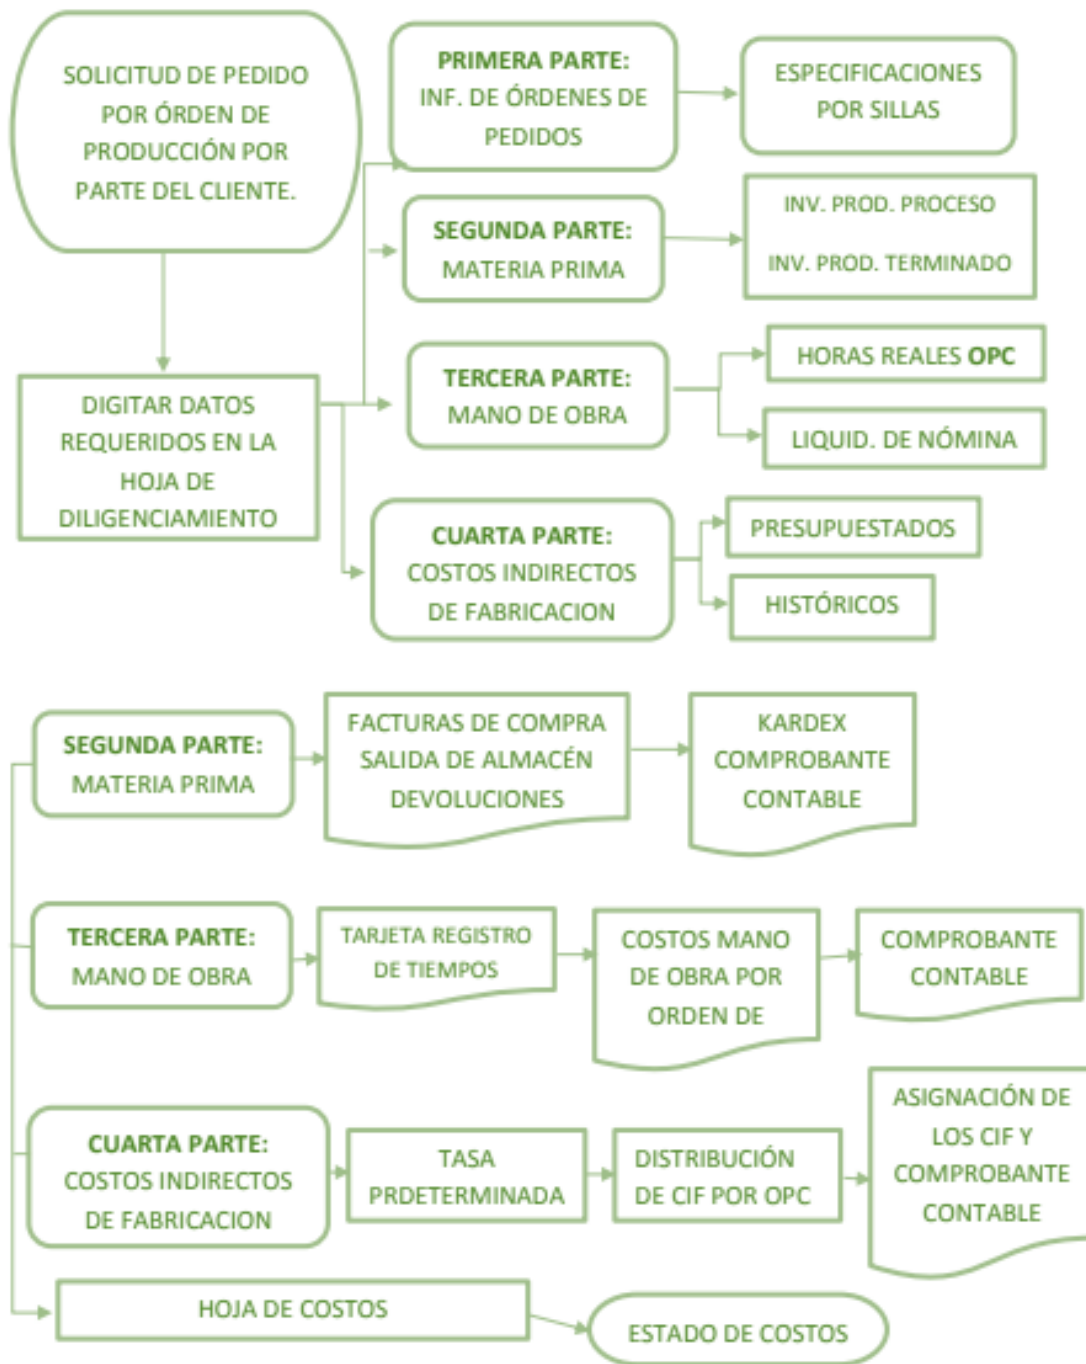 SOLICITUD DE PEDIDO
POR ÓRDEN DE
PRODUCCIÓN POR
PARTE DEL CLIENTE.
PRIMERA PARTE:
INF. DE ÓRDENES DE
PEDIDOS
ESPECIFICACIONES
POR SILLAS
SEGUNDA PARTE:
MATERIA PRIMA
INV. PROD. PROCESO
INV. PROD. TERMINADO
DIGITAR DATOS
REQUERIDOS EN LA
HOJA DE
DILIGENCIAMIENTO
TERCERA PARTE:
MANO DE OBRA
HORAS REALES OPC
LIQUID. DE NÓMINA
CUARTA PARTE:
COSTOS INDIRECTOS
DE FABRICACION
PRESUPUESTADOS
HISTÓRICOS
SEGUNDA PARTE:
MATERIA PRIMA
FACTURAS DE COMPRA
SALIDA DE ALMACÉN
DEVOLUCIONES
KARDEX
COMPROBANTE
CONTABLE
TERCERA PARTE:
MANO DE OBRA
TARJETA REGISTRO
DE TIEMPOS
COSTOS MANO
DE OBRA POR
ORDEN DE
COMPROBANTE
CONTABLE
CUARTA PARTE:
COSTOS INDIRECTOS
DE FABRICACION
TASA
PRDETERMINADA
DISTRIBUCIÓN
DE CIF POR OPC
ASIGNACIÓN DE
LOS CIF Y
COMPROBANTE
CONTABLE
HOJA DE COSTOS
ESTADO DE COSTOS